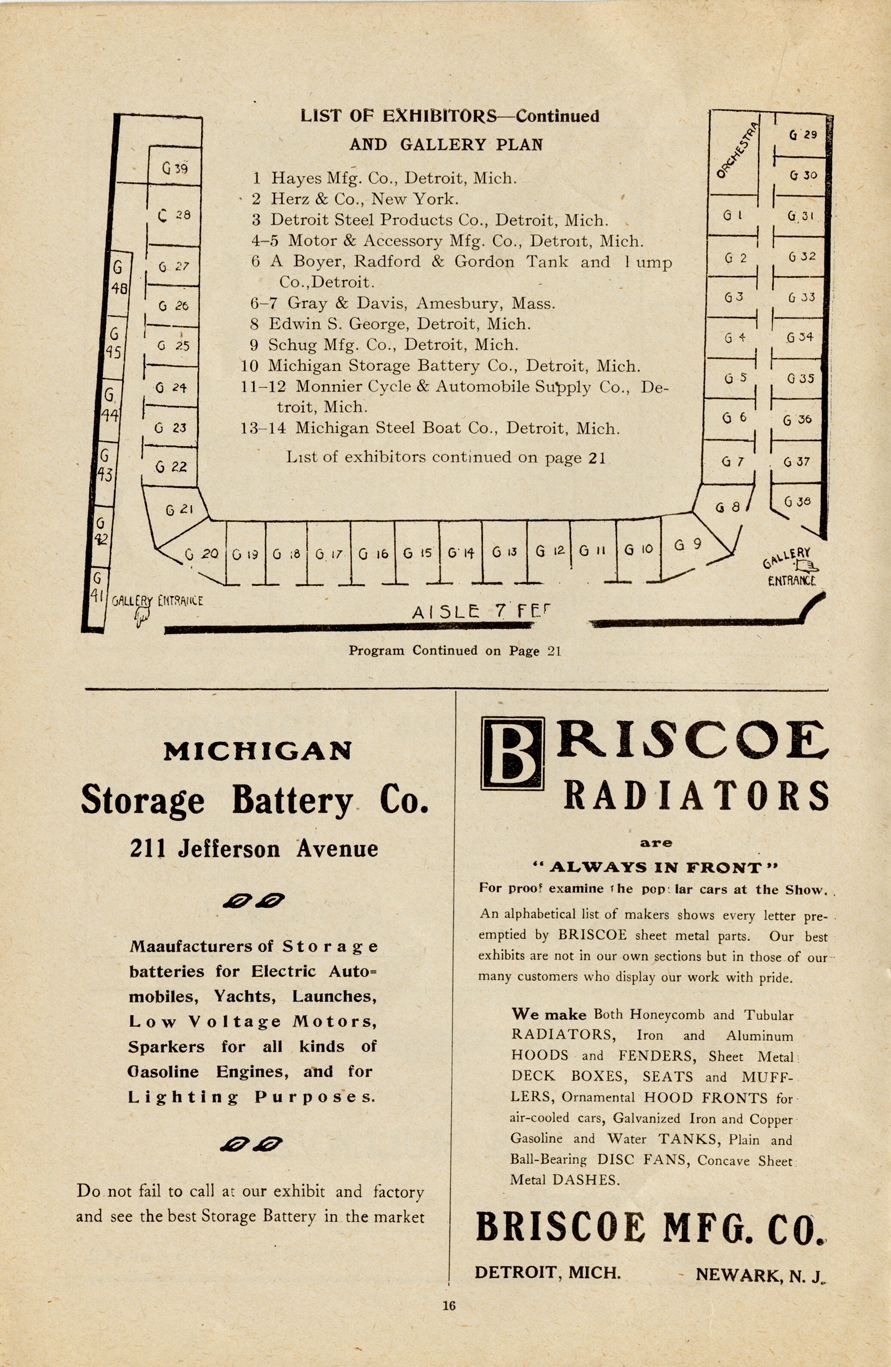 LIST OF EXHIBITORS—Continued
AND GALLERY PLAN
1 Hayes Mfg. Co., Detroit, Mich.
2 Herz & Co., New York.
3 Detroit Steel Products Co., Detroit, Mich.
4–5 Motor & Accessory Mfg. Co., Detroit, Mich.
6 A Boyer, Radford & Gordon Tank and Pump
Co.,Detroit.
6–7 Gray & Davis, Amesbury, Mass.
8 Edwin S. George, Detroit, Mich.
9 Schug Mfg. Co., Detroit, Mich.
10 Michigan Storage Battery Co., Detroit, Mich.
11–12 Monnier Cycle & Automobile Supply Co., De-
troit, Mich.
13–14 Michigan Steel Boat Co., Detroit, Mich.
List of exhibitors continued on page 21
G 39
C 28
G 27
G 26
G 25
G 24
G 23
G 22
G 21
G 48
G 45
G 44
G 43
G 42
G 41
ORCHESTRA
G 1
G 2
G 3
G 4
G 5
G 6
G 7
G 8
G 29
G 30
G 31
G 32
G 33
G 34
G 35
G 36
G 37
G 38
G 20
G 19
G 18
G 17
G 16
G 15
G 14
G 13
G 12
G 11
G 10
G 9
GALLERY ENTRANCE
GALLERY
ENTRANCE
AISLE 7 FEET
Program Continued on Page 21
MICHIGAN
Storage Battery Co.
211 Jefferson Avenue
Maaufacturers of Storage
batteries for Electric Auto=
mobiles, Yachts, Launches,
Low Voltage Motors,
Sparkers for all kinds of
Gasoline Engines, and for
Lighting Purposes.
Do not fail to call at our exhibit and factory
and see the best Storage Battery in the market
BRISCOE
RADIATORS
are
"ALWAYS IN FRONT"
For proof examine the popular cars at the Show.
An alphabetical list of makers shows every letter pre-
emptied by BRISCOE sheet metal parts. Our best
exhibits are not in our own sections but in those of our
many customers who display our work with pride.
We make Both Honeycomb and Tubular
RADIATORS, Iron and Aluminum
HOODS and FENDERS, Sheet Metal
DECK BOXES, SEATS and MUFF-
LERS, Ornamental HOOD FRONTS for
air-cooled cars, Galvanized Iron and Copper
Gasoline and Water TANKS, Plain and
Ball-Bearing DISC FANS, Concave Sheet
Metal DASHES.
BRISCOE MFG. CO.
DETROIT, MICH. NEWARK, N. J.
16